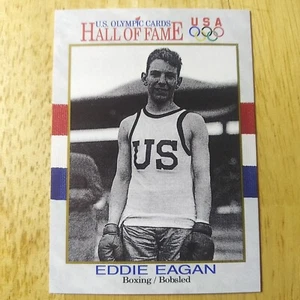 U.S. OLYMPIC CARDS
HALL OF FAME
USA
US
EDDIE EAGAN
Boxing / Bobsled